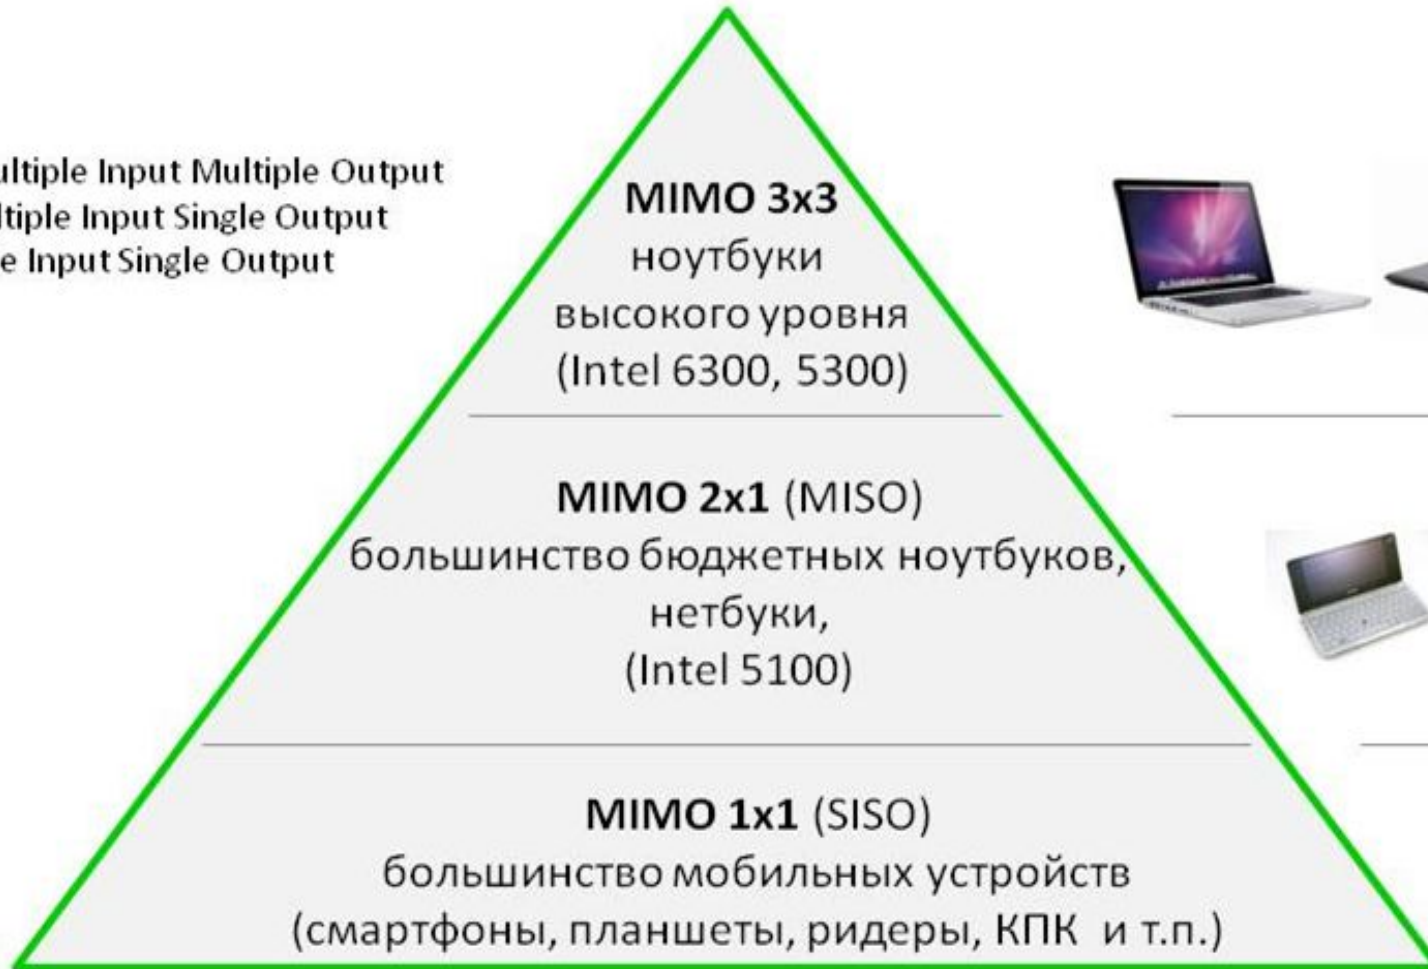 ultiple Input Multiple Output
ltiple Input Single Output
e Input Single Output
MIMO 3x3
ноутбуки
высокого уровня
(Intel 6300, 5300)
MIMO 2x1 (MISO)
большинство бюджетных ноутбуков,
нетбуки,
(Intel 5100)
MIMO 1x1 (SISO)
большинство мобильных устройств
(смартфоны, планшеты, ридеры, КПК и т.п.)